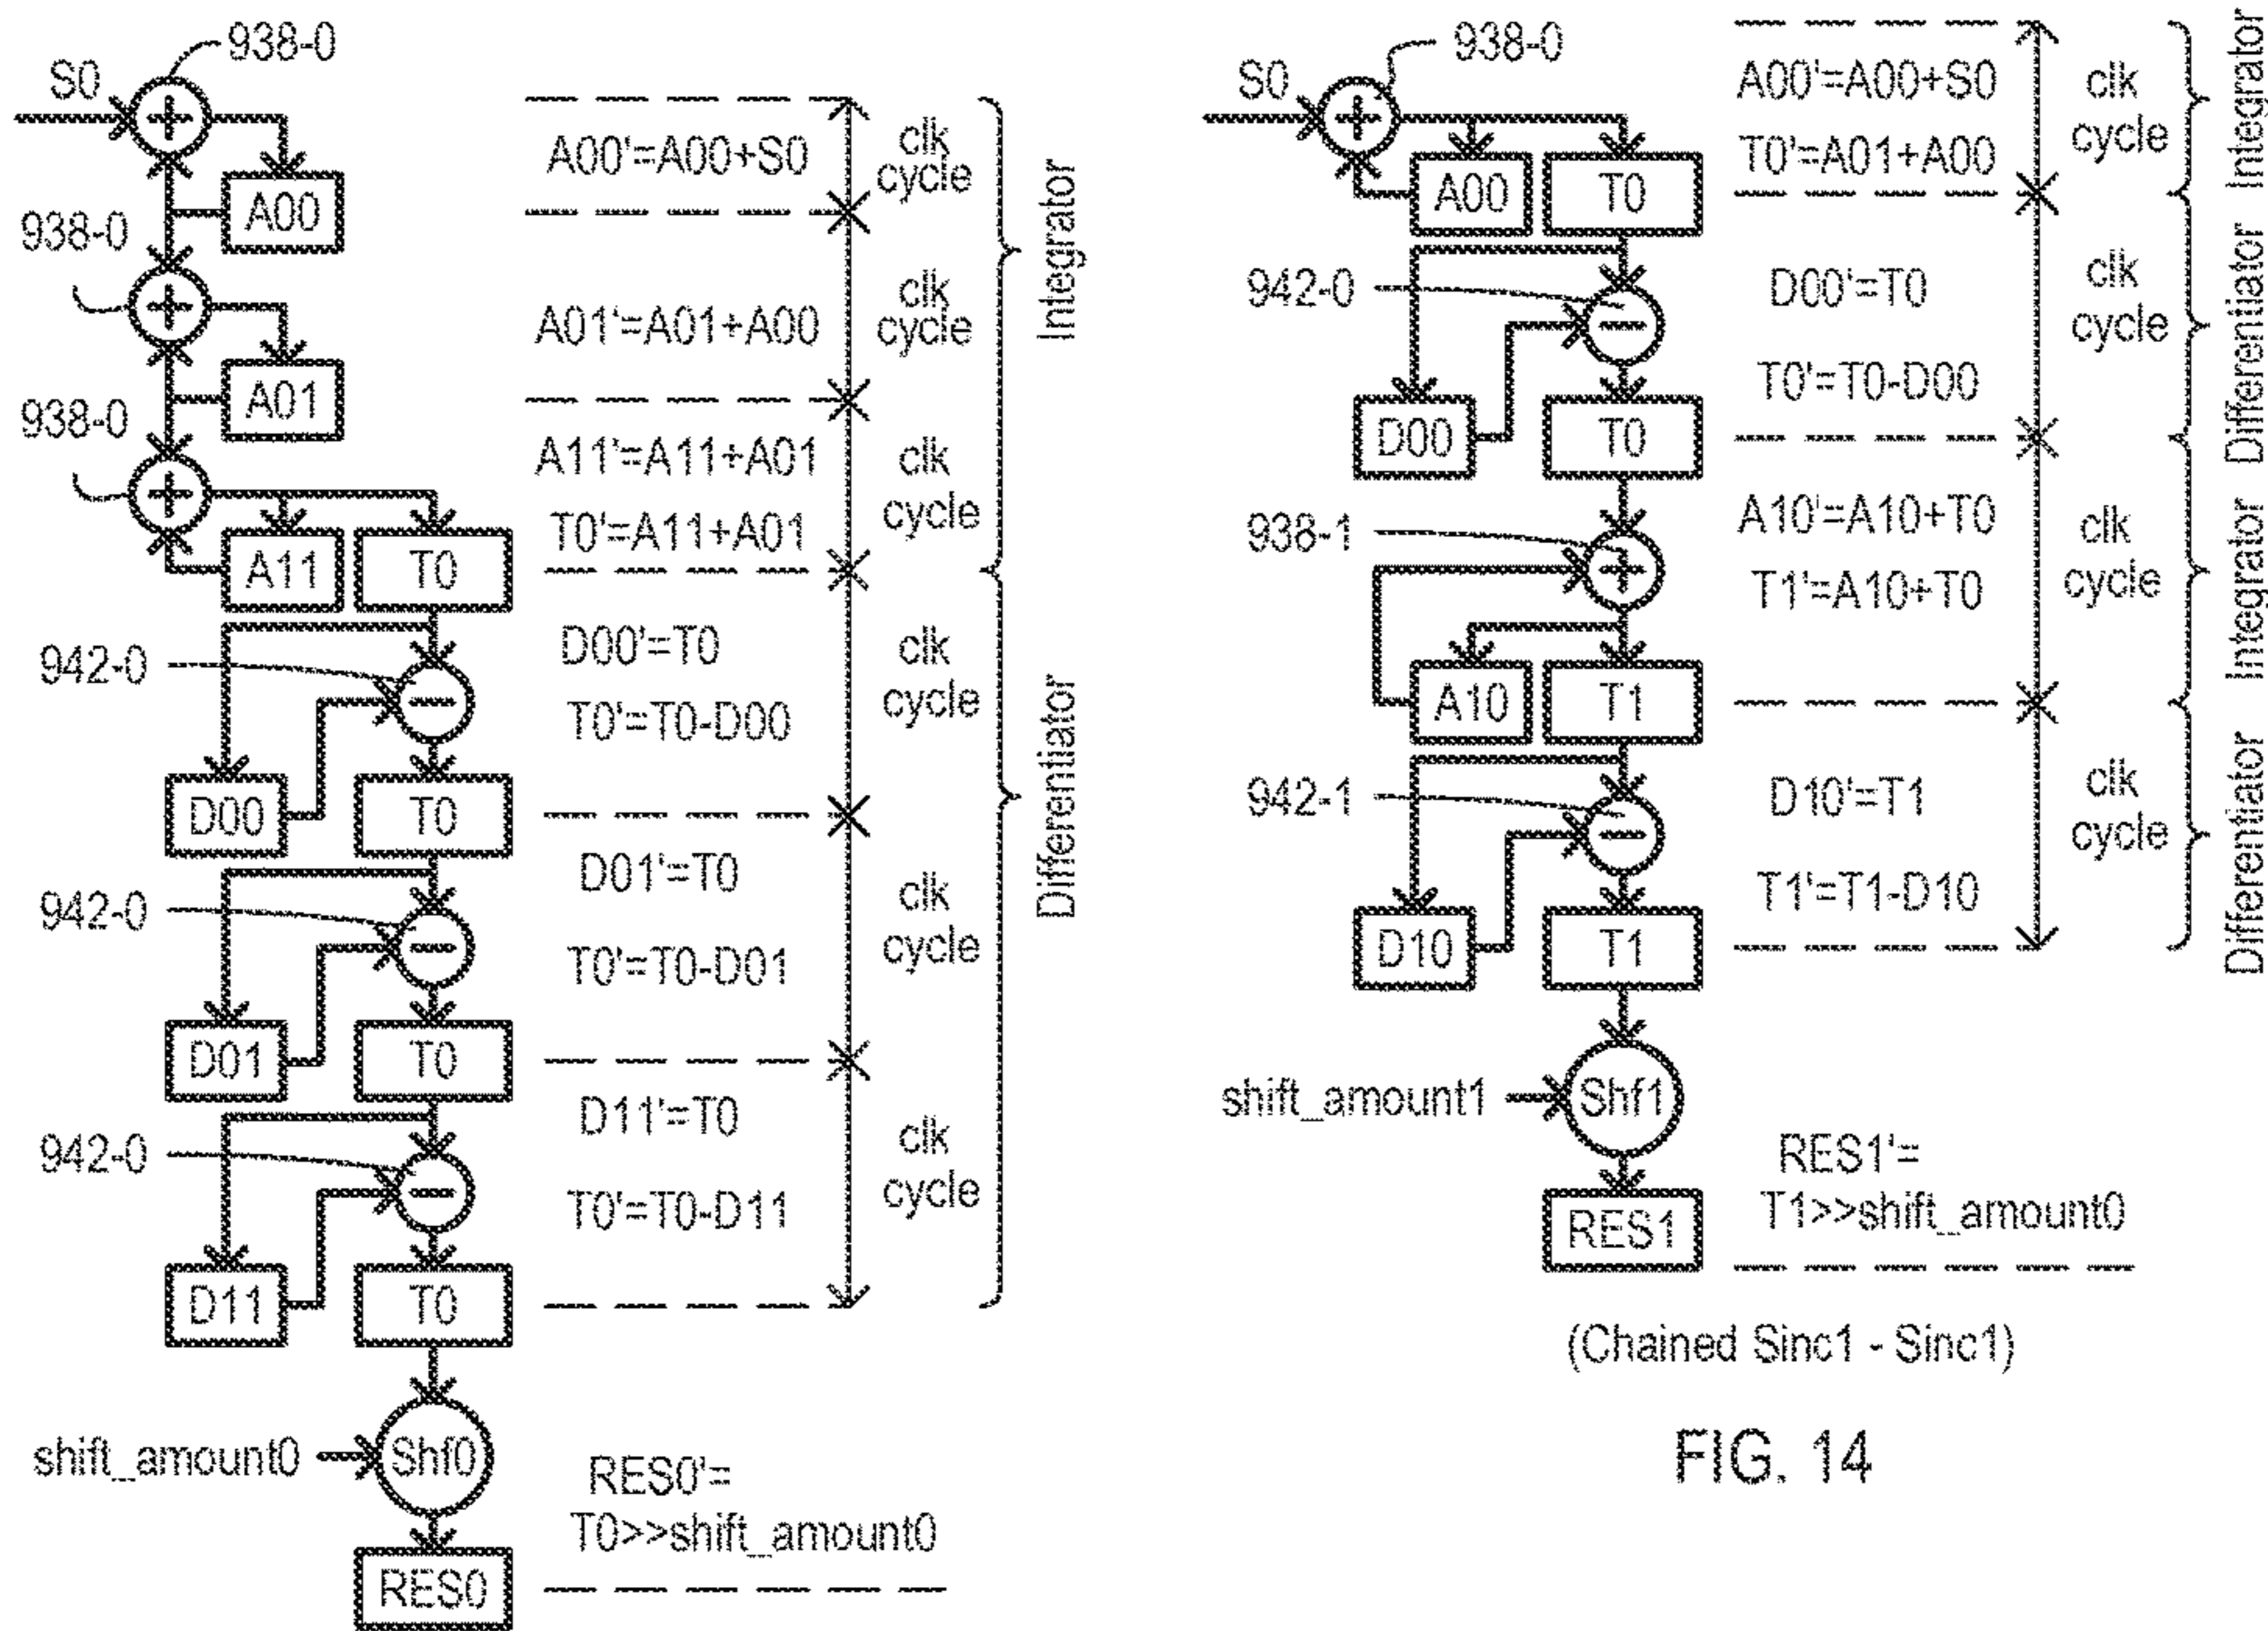 938-0
S0
A00'=A00+S0
clk
cycle
A00
938-0
A01'=A01+A00
clk
cycle
Integrator
A01
938-0
A11'=A11+A01
T0'=A11+A01
clk
cycle
A11
T0
942-0
D00'=T0
T0'=T0-D00
clk
cycle
D00
T0
Differentiator
942-0
D01'=T0
T0'=T0-D01
clk
cycle
D01
T0
942-0
D11'=T0
T0'=T0-D11
clk
cycle
D11
T0
shift_amount0
Shf0
RES0'=
T0>>shift_amount0
RES0
938-0
S0
A00'=A00+S0
T0'=A01+A00
clk
cycle
Integrator
A00
T0
942-0
D00'=T0
T0'=T0-D00
clk
cycle
Differentiator
D00
T0
938-1
A10'=A10+T0
T1'=A10+T0
clk
cycle
Integrator
A10
T1
942-1
D10'=T1
T1'=T1-D10
clk
cycle
Differentiator
D10
T1
shift_amount1
Shf1
RES1'=
T1>>shift_amount0
RES1
(Chained Sinc1 - Sinc1)
FIG. 14